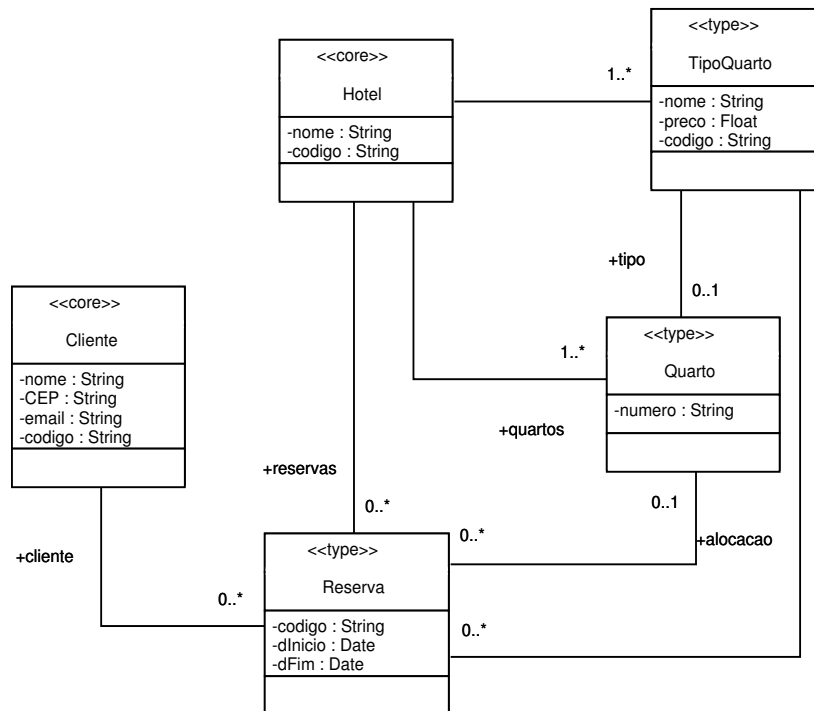 <<core>>
Hotel
-nome : String
-codigo : String
1..*
<<type>>
TipoQuarto
-nome : String
-preco : Float
-codigo : String
+tipo
0..1
<<core>>
Cliente
-nome : String
-CEP : String
-email : String
-codigo : String
1..*
<<type>>
Quarto
-numero : String
+quartos
+reservas
0..*
0..1
+alocacao
0..*
+cliente
0..*
<<type>>
Reserva
-codigo : String
-dInicio : Date
-dFim : Date
0..*